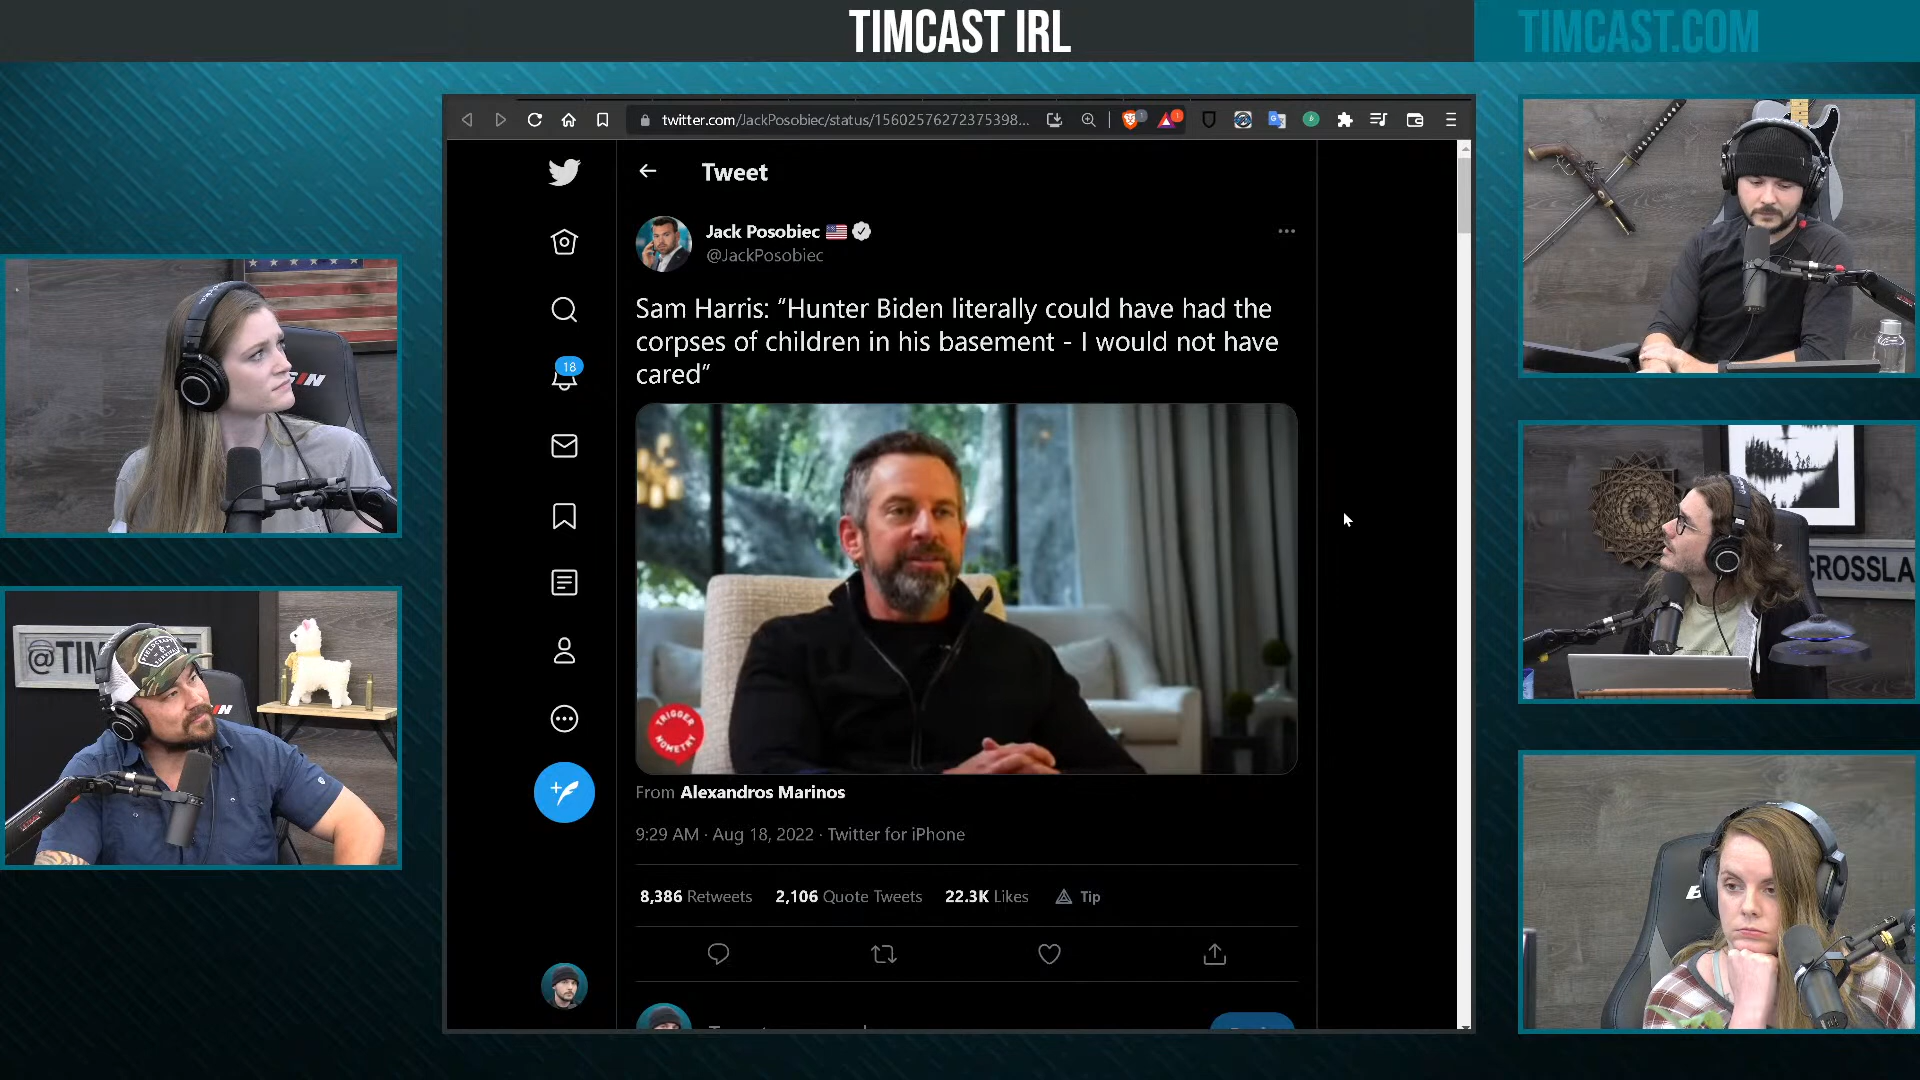 TIMCAST IRL
TIMCAST.COM
twitter.com/JackPosobiec/status/15602576272375398...
Tweet
Jack Posobiec
@JackPosobiec
Sam Harris: “Hunter Biden literally could have had the
corpses of children in his basement - I would not have
cared”
18
TRIGGER
NOMETRY
From Alexandros Marinos
9:29 AM · Aug 18, 2022 · Twitter for iPhone
8,386 Retweets 2,106 Quote Tweets 22.3K Likes Tip
@TIM
CROSSLA